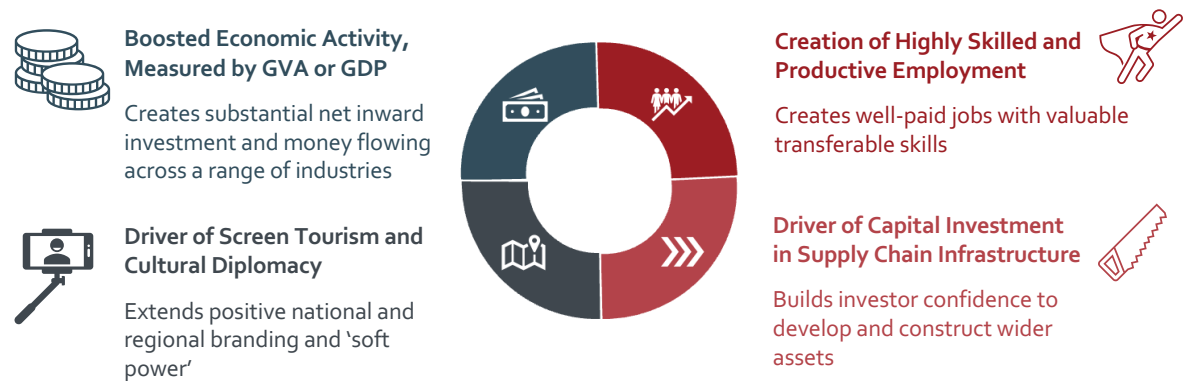 Boosted Economic Activity,
Measured by GVA or GDP
Creates substantial net inward
investment and money flowing
across a range of industries
Driver of Screen Tourism and
Cultural Diplomacy
Extends positive national and
regional branding and ‘soft
power’
Creation of Highly Skilled and
Productive Employment
Creates well-paid jobs with valuable
transferable skills
Driver of Capital Investment
in Supply Chain Infrastructure
Builds investor confidence to
develop and construct wider
assets